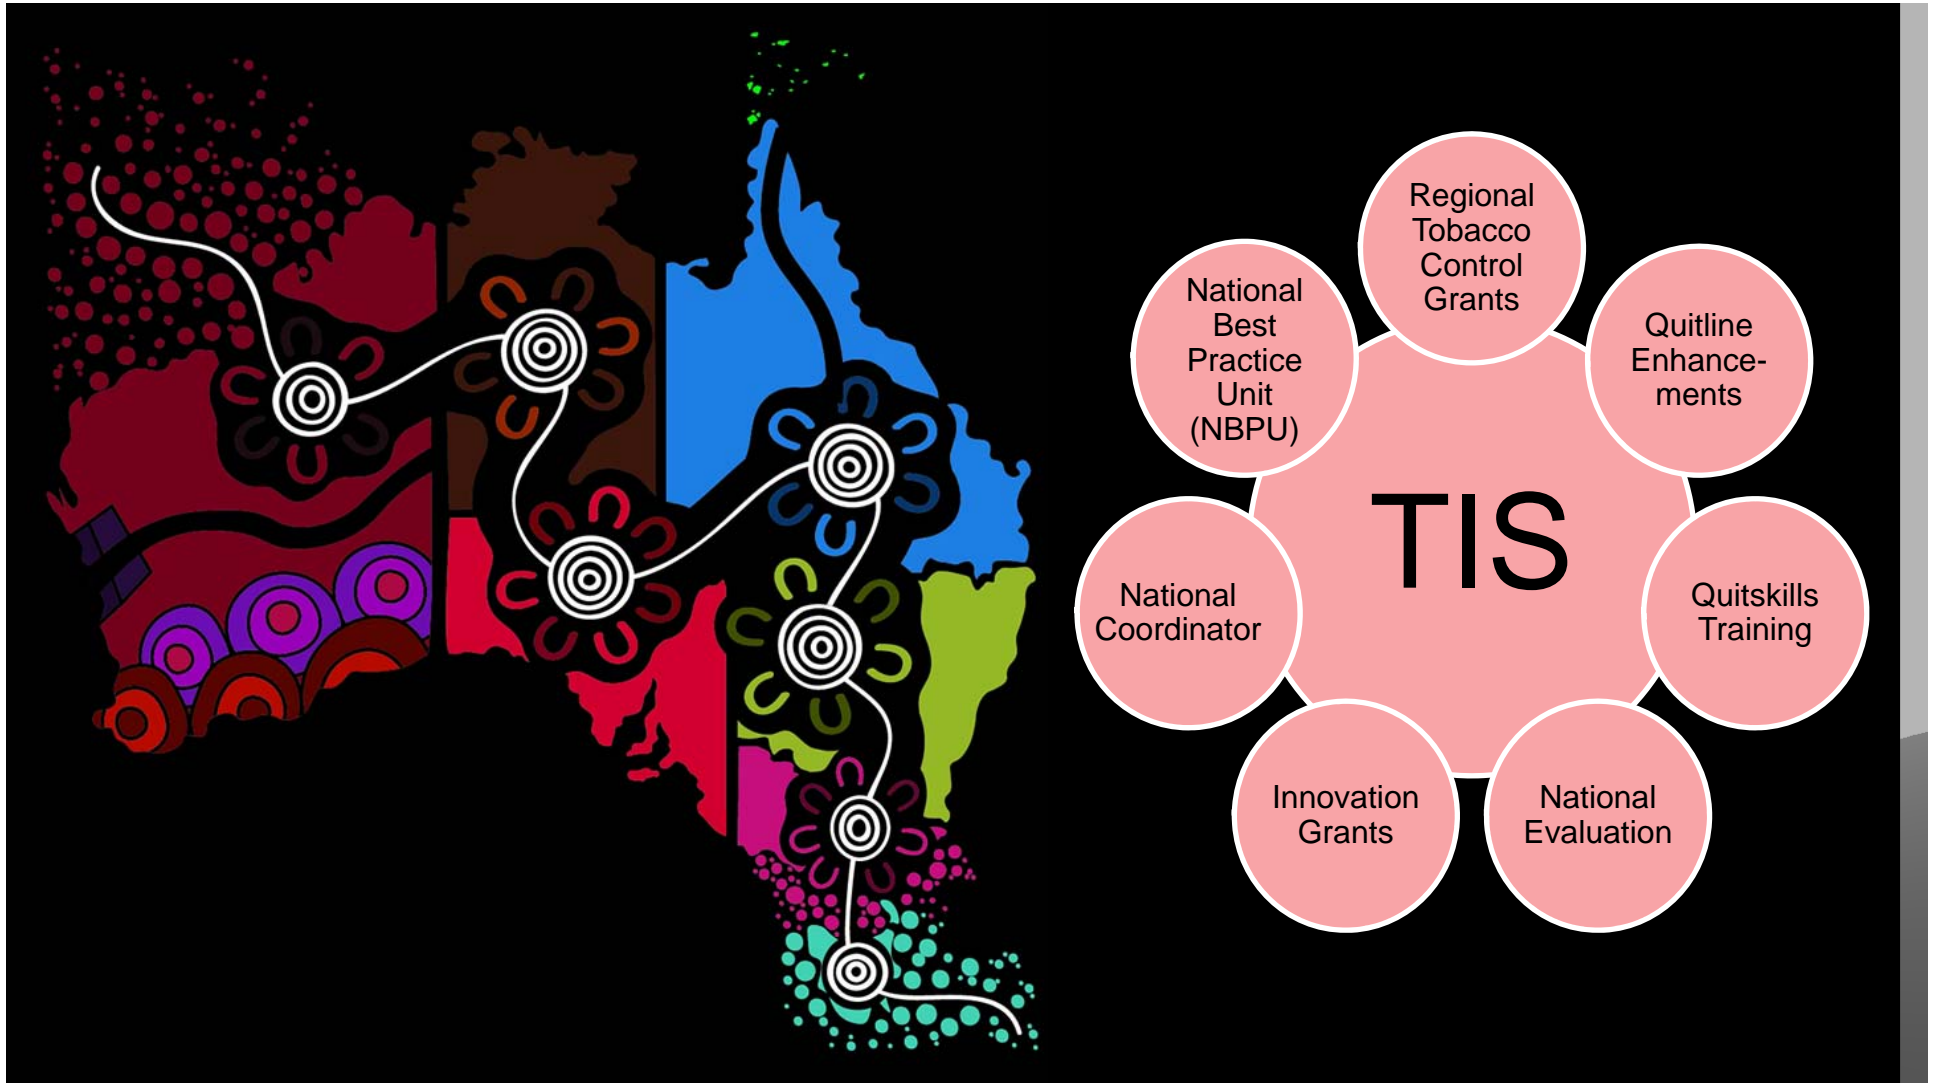 Regional
Tobacco
Control
Grants
National
Best
Practice
Unit
(NBPU)
Quitline
Enhance-
ments
TIS
National
Coordinator
Quitskills
Training
Innovation
Grants
National
Evaluation